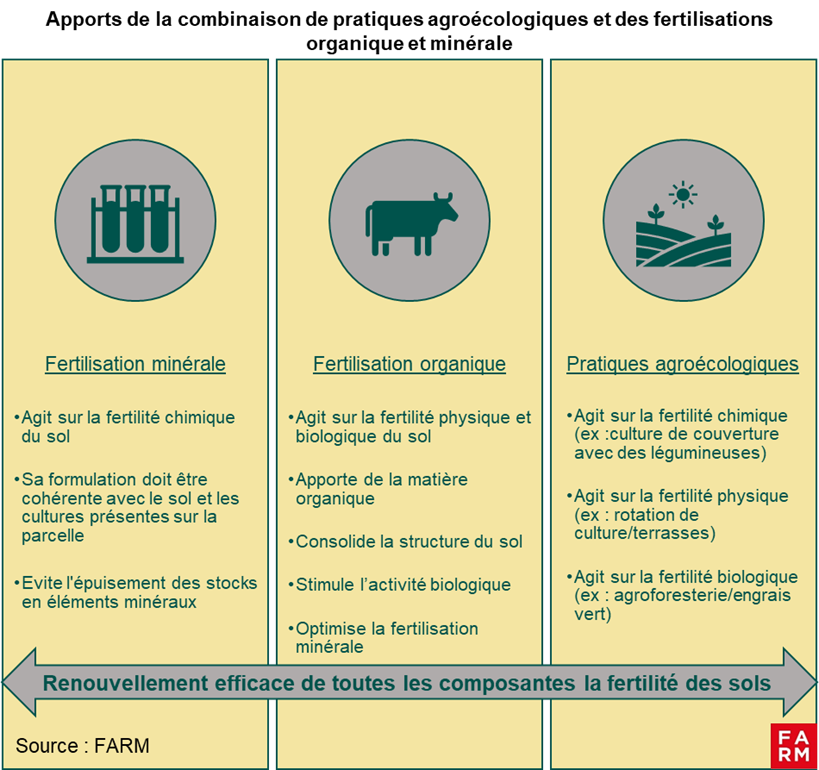 Apports de la combinaison de pratiques agroécologiques et des fertilisations
organique et minérale
Fertilisation minérale
•Agit sur la fertilité chimique
du sol
•Sa formulation doit être
cohérente avec le sol et les
cultures présentes sur la
parcelle
•Evite l'épuisement des stocks
en éléments minéraux
Fertilisation organique
•Agit sur la fertilité physique et
biologique du sol
•Apporte de la matière
organique
•Consolide la structure du sol
•Stimule l’activité biologique
•Optimise la fertilisation
minérale
Pratiques agroécologiques
•Agit sur la fertilité chimique
(ex :culture de couverture
avec des légumineuses)
•Agit sur la fertilité physique
(ex : rotation de
culture/terrasses)
•Agit sur la fertilité biologique
(ex : agroforesterie/engrais
vert)
Renouvellement efficace de toutes les composantes la fertilité des sols
Source : FARM
FA
RM